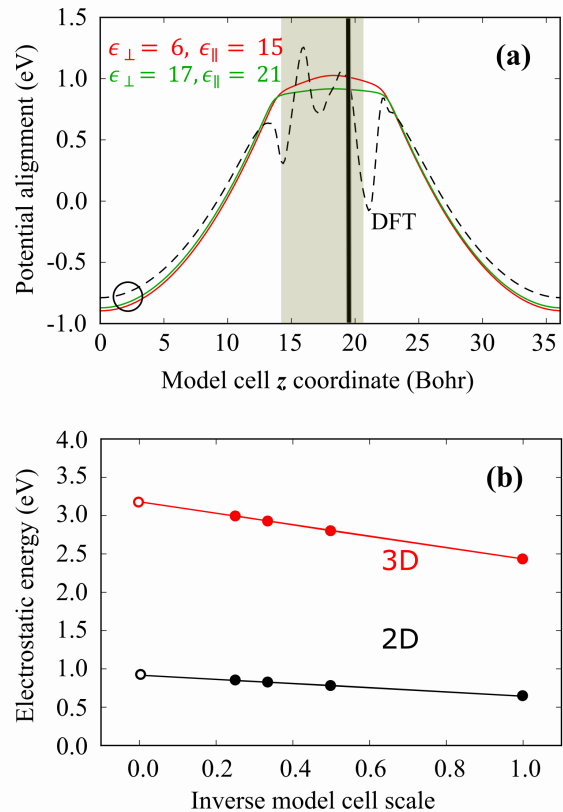 1.5
1.0
0.5
0.0
-0.5
-1.0
Potential alignment (eV)
(a)
ϵ⊥ = 6, ϵ∥ = 15
ϵ⊥ = 17, ϵ∥ = 21
DFT
0 5 10 15 20 25 30 35
Model cell z coordinate (Bohr)
4.0
3.5
3.0
2.5
2.0
1.5
1.0
0.5
0.0
Electrostatic energy (eV)
(b)
3D
2D
0.0 0.2 0.4 0.6 0.8 1.0
Inverse model cell scale